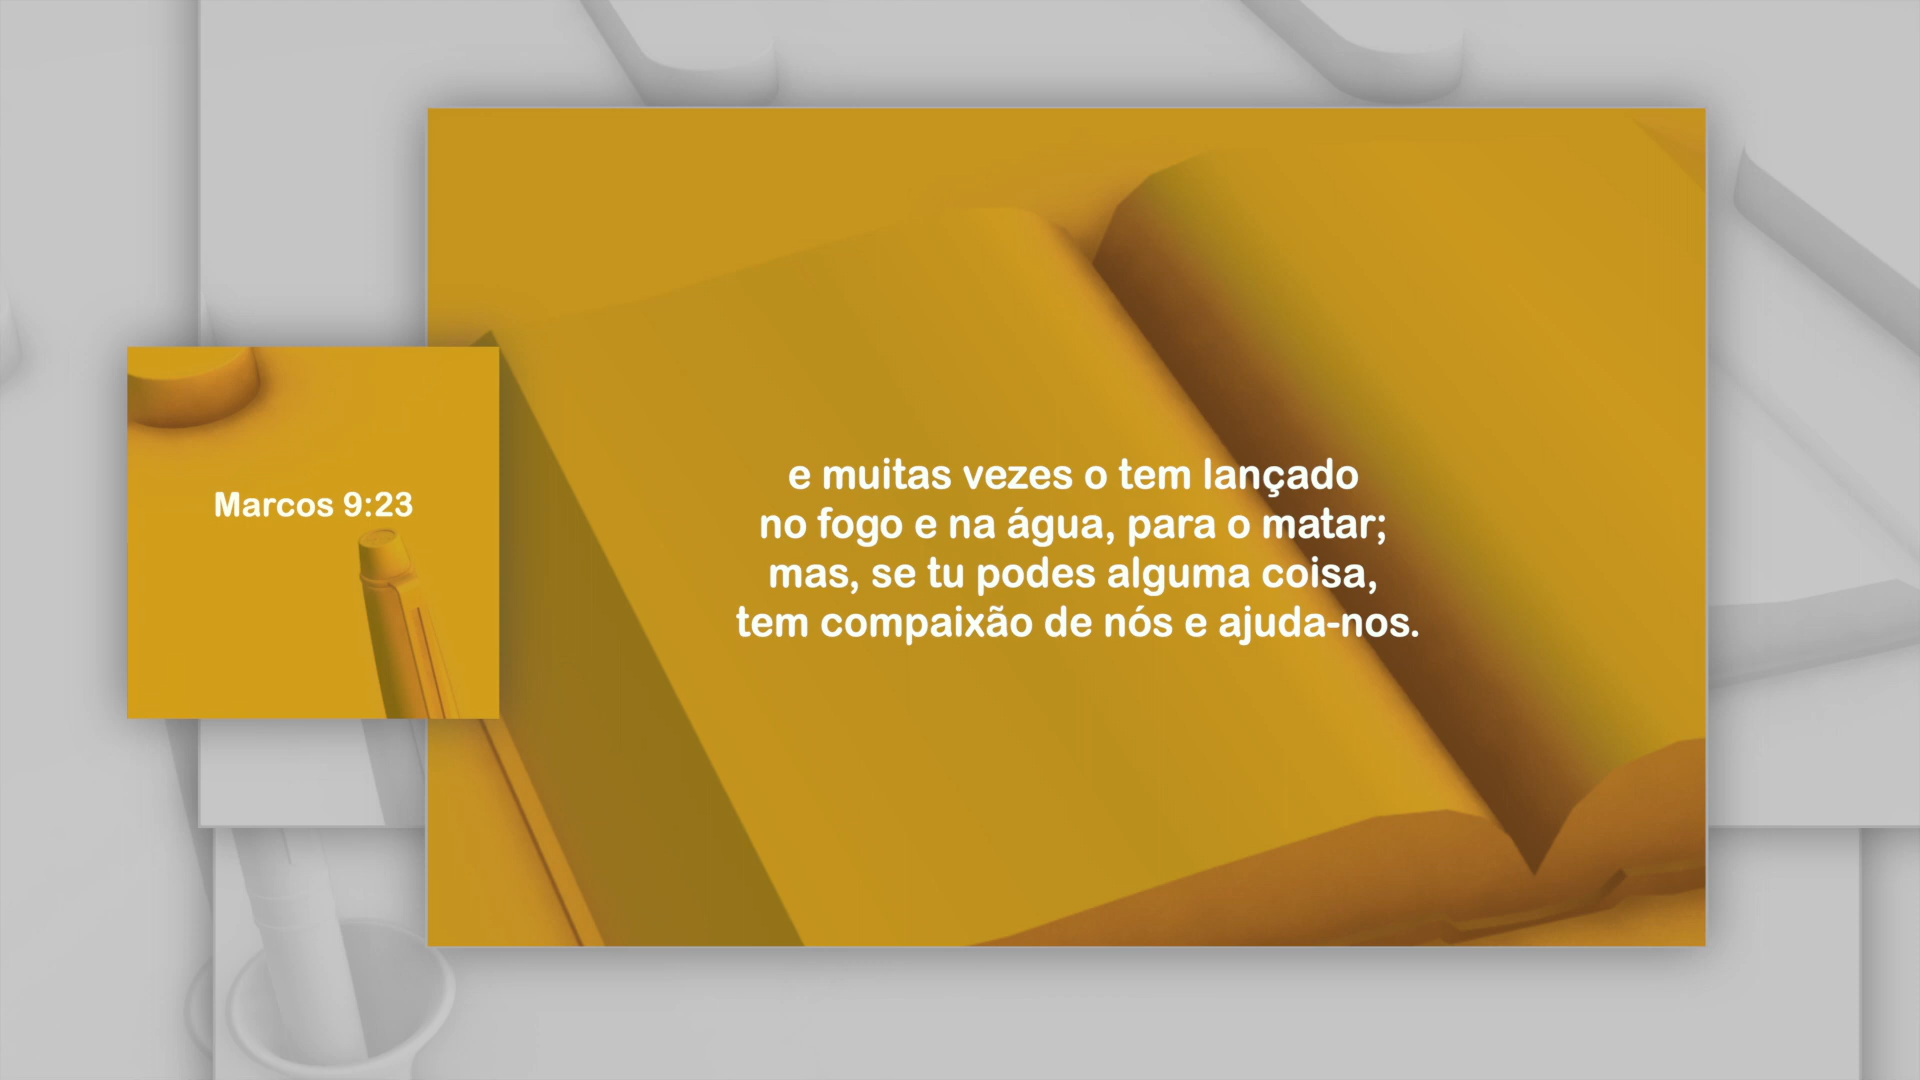 Marcos 9:23
e muitas vezes o tem lançado
no fogo e na água, para o matar;
mas, se tu podes alguma coisa,
tem compaixão de nós e ajuda-nos.